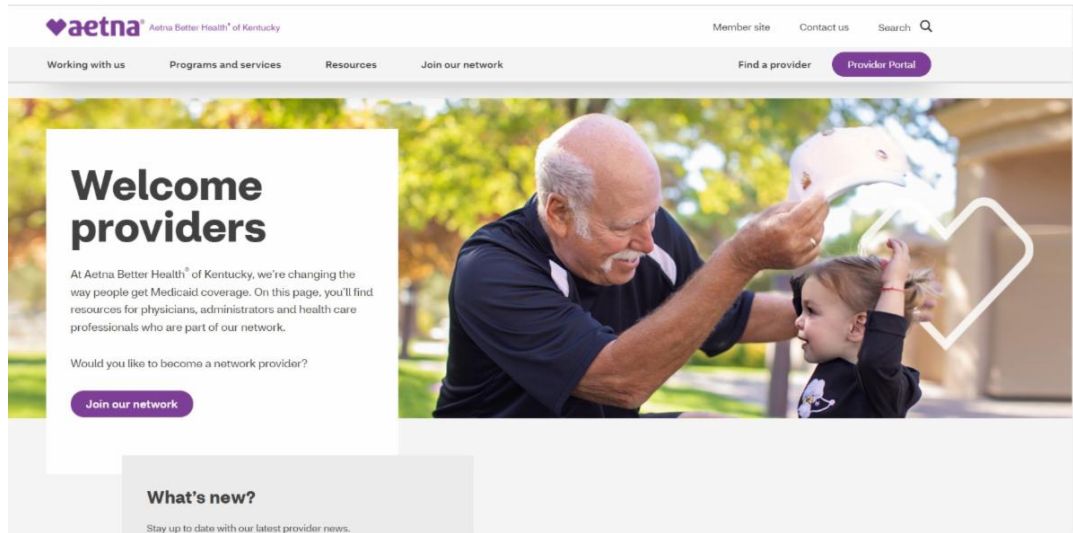 aetna® Aetna Better Health® of Kentucky
Member site Contact us Search
Working with us Programs and services Resources Join our network Find a provider Provider Portal
Welcome
providers
At Aetna Better Health® of Kentucky, we're changing the
way people get Medicaid coverage. On this page, you'll find
resources for physicians, administrators and health care
professionals who are part of our network.
Would you like to become a network provider?
Join our network
What's new?
Stay up to date with our latest provider news.